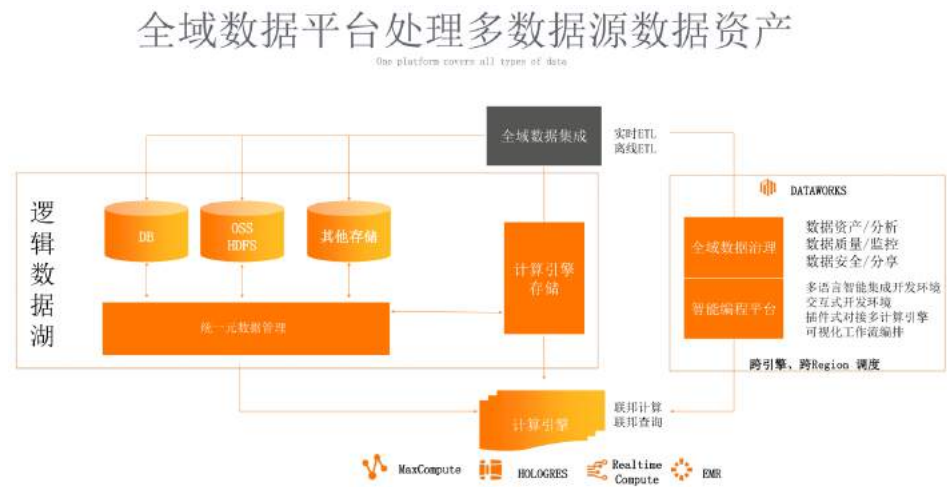 全域数据平台处理多数据源数据资产
One platform covers all types of data
全域数据集成
实时ETL
离线ETL
逻辑数据湖
DB
OSS
HDFS
其他存储
计算引擎
存储
统一元数据管理
DATAWORKS
全域数据治理
数据资产/分析
数据质量/监控
数据安全/分享
智能编程平台
多语言智能集成开发环境
交互式开发环境
插件式对接多计算引擎
可视化工作流编排
跨引擎、跨Region 调度
计算引擎
联邦计算
联邦查询
MaxCompute
HOLOGRES
Realtime
Compute
EMR